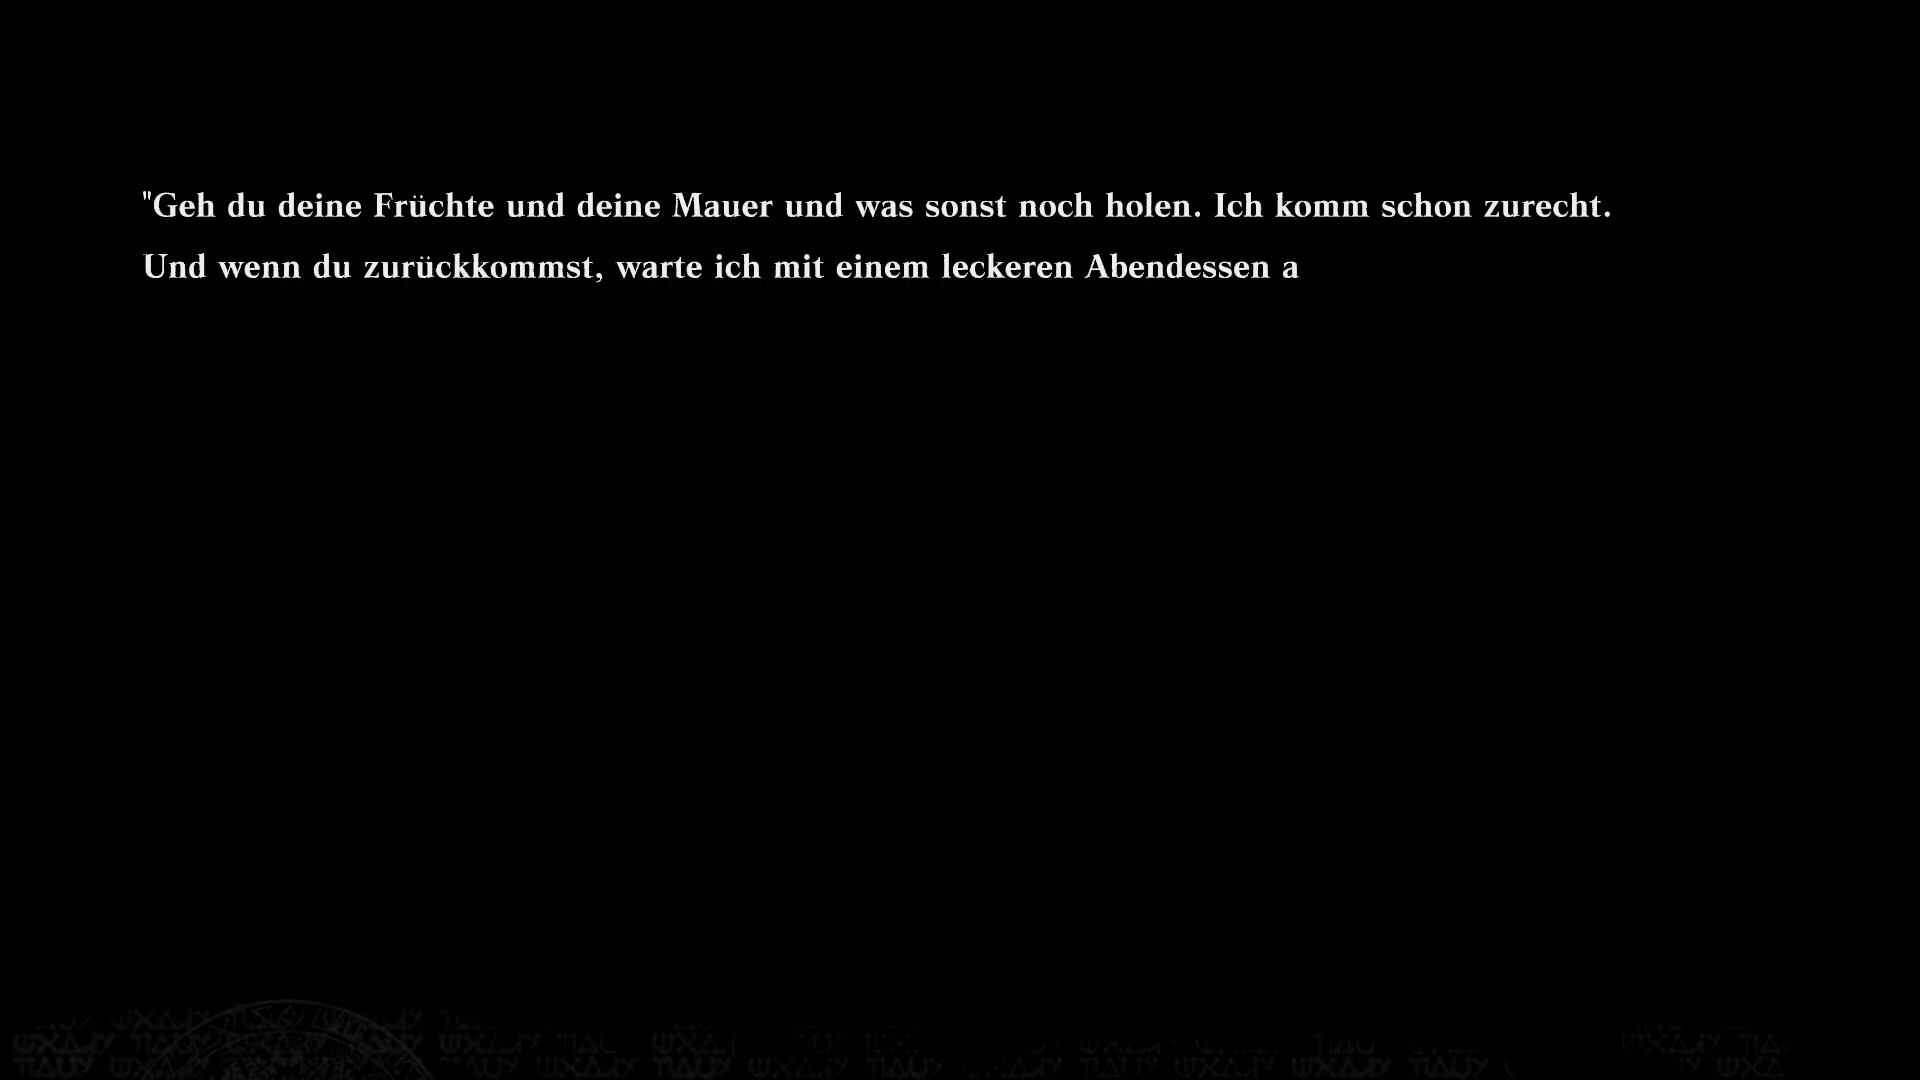 "Geh du deine Früchte und deine Mauer und was sonst noch holen. Ich komm schon zurecht.
Und wenn du zurückkommst, warte ich mit einem leckeren Abendessen a